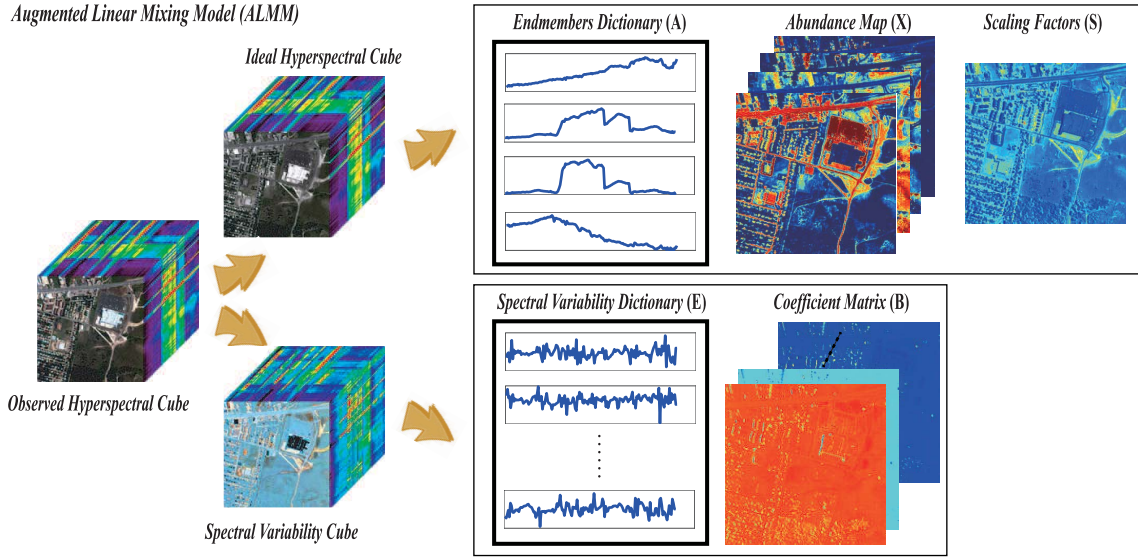 Augmented Linear Mixing Model (ALMM)
Ideal Hyperspectral Cube
Observed Hyperspectral Cube
Spectral Variability Cube
Endmembers Dictionary (A)
Abundance Map (X)
Scaling Factors (S)
Spectral Variability Dictionary (E)
Coefficient Matrix (B)